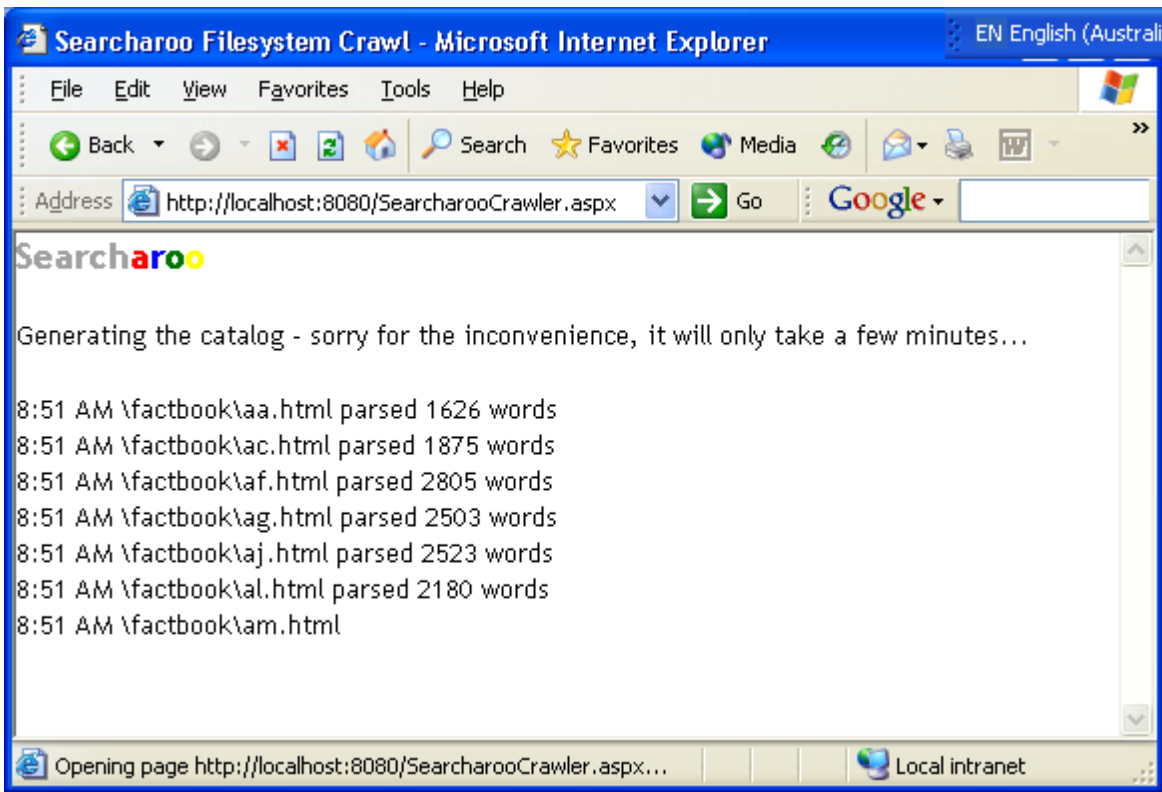 Searcharoo Filesystem Crawl - Microsoft Internet Explorer
EN English (Australi
File Edit View Favorites Tools Help
Back Search Favorites Media W »
Address http://localhost:8080/SearcharooCrawler.aspx Go Google
Searcharoo
Generating the catalog - sorry for the inconvenience, it will only take a few minutes...
8:51 AM \factbook\aa.html parsed 1626 words
8:51 AM \factbook\ac.html parsed 1875 words
8:51 AM \factbook\af.html parsed 2805 words
8:51 AM \factbook\ag.html parsed 2503 words
8:51 AM \factbook\aj.html parsed 2523 words
8:51 AM \factbook\al.html parsed 2180 words
8:51 AM \factbook\am.html
Opening page http://localhost:8080/SearcharooCrawler.aspx... Local intranet